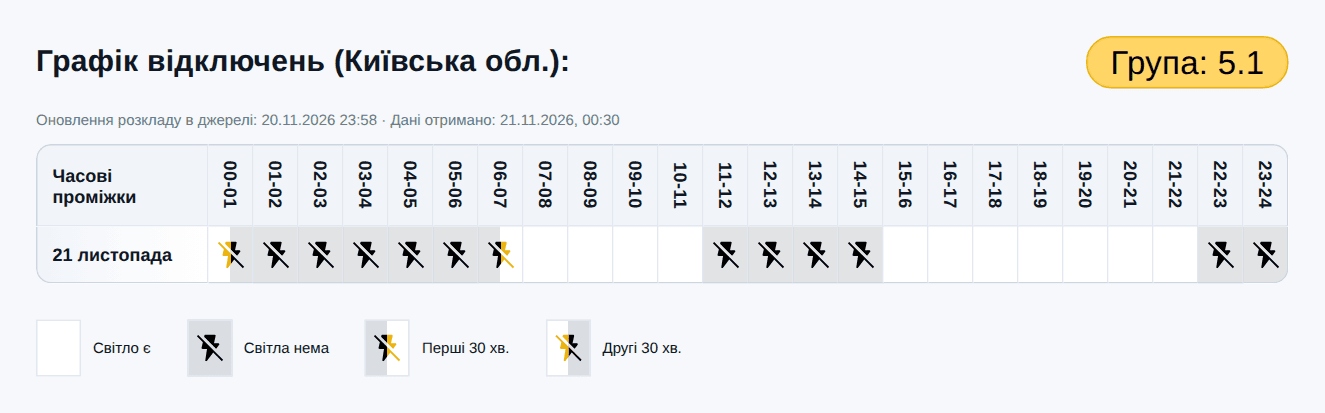 Графік відключень (Київська обл.):
Група: 5.1
Оновлення розкладу в джерелі: 20.11.2026 23:58 · Дані отримано: 21.11.2026, 00:30
Часові
проміжки
00-01
01-02
02-03
03-04
04-05
05-06
06-07
07-08
08-09
09-10
10-11
11-12
12-13
13-14
14-15
15-16
16-17
17-18
18-19
19-20
20-21
21-22
22-23
23-24
21 листопада
Світло є
Світла нема
Перші 30 хв.
Другі 30 хв.